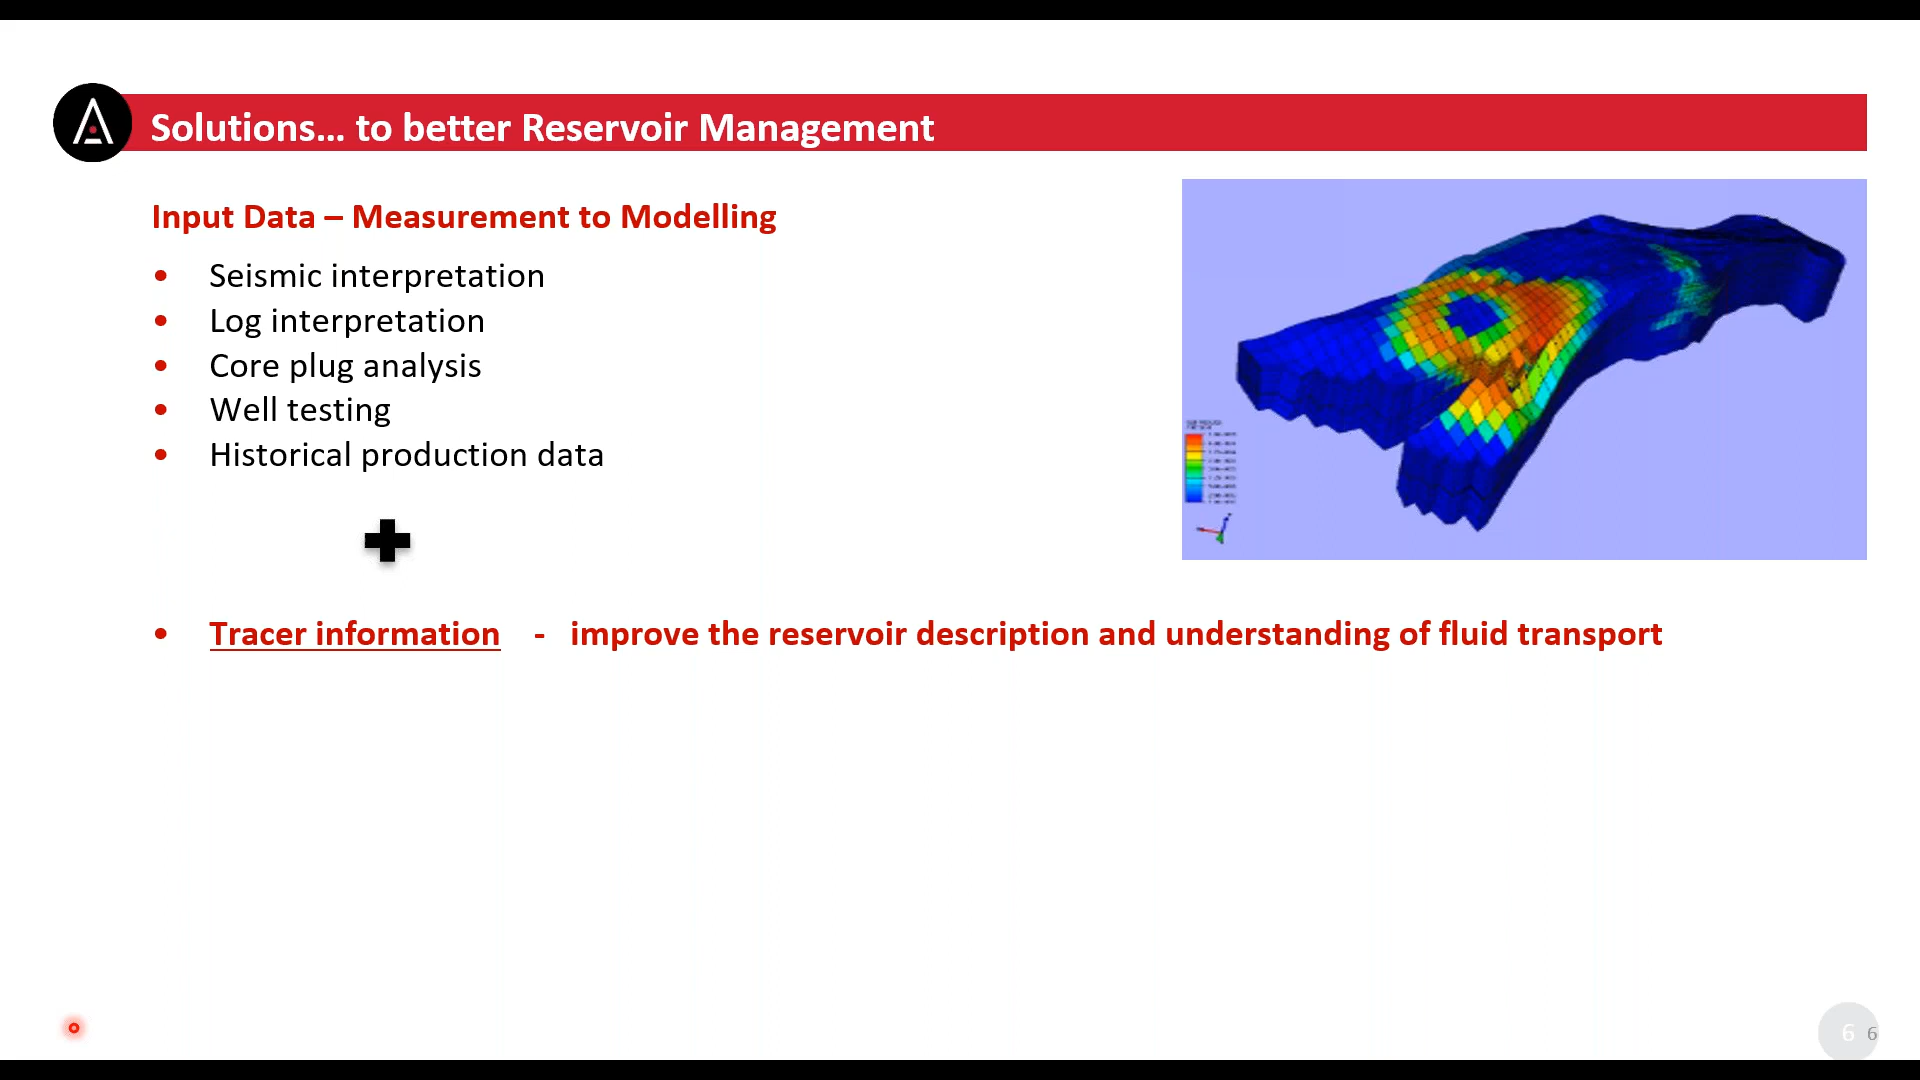 Solutions... to better Reservoir Management
Input Data – Measurement to Modelling
• Seismic interpretation
• Log interpretation
• Core plug analysis
• Well testing
• Historical production data
• Tracer information - improve the reservoir description and understanding of fluid transport
6 6